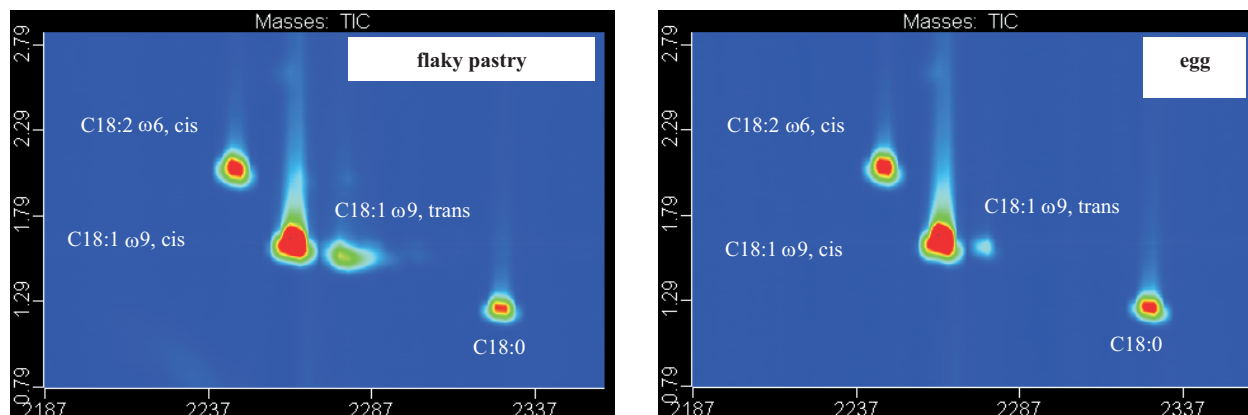 Masses: TIC
flaky pastry
2.79
2.29
1.79
1.29
0.79
C18:2 ω6, cis
C18:1 ω9, trans
C18:1 ω9, cis
C18:0
2187
2237
2287
2337
Masses: TIC
egg
2.79
2.29
1.79
1.29
0.79
C18:2 ω6, cis
C18:1 ω9, trans
C18:1 ω9, cis
C18:0
2187
2237
2287
2337